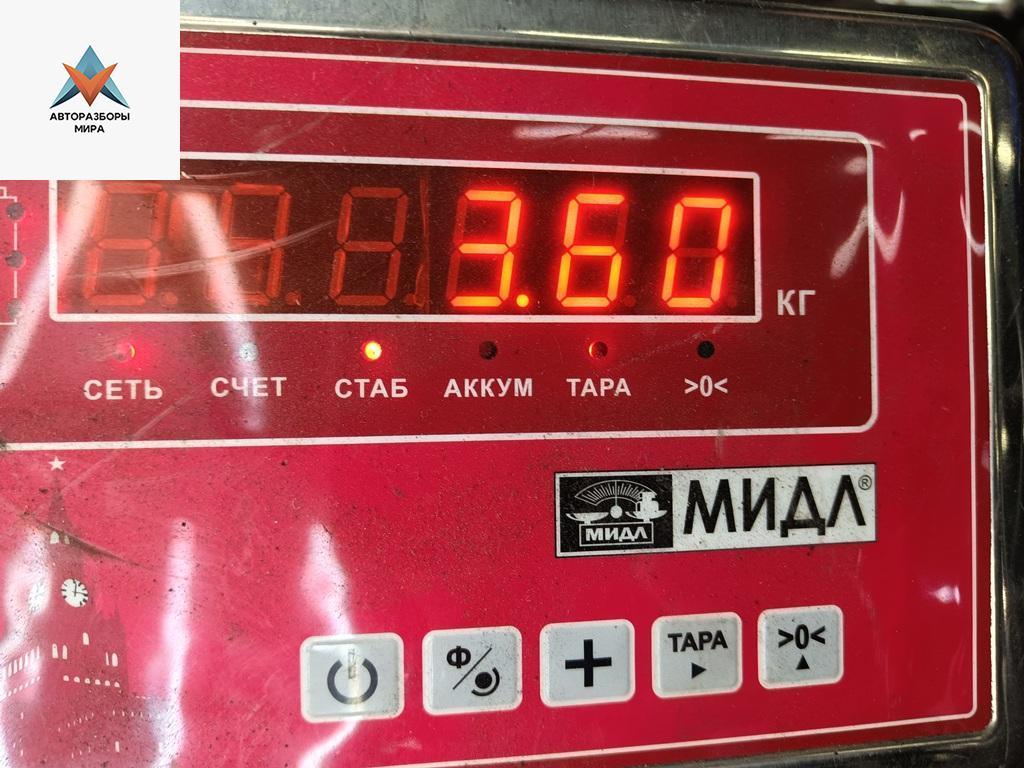 АВТОРАЗБОРЫ
МИРА
3.60
КГ
СЕТЬ СЧЕТ СТАБ АККУМ ТАРА >0<
МИДЛ МИДЛ®
Ф/ + ТАРА >0<